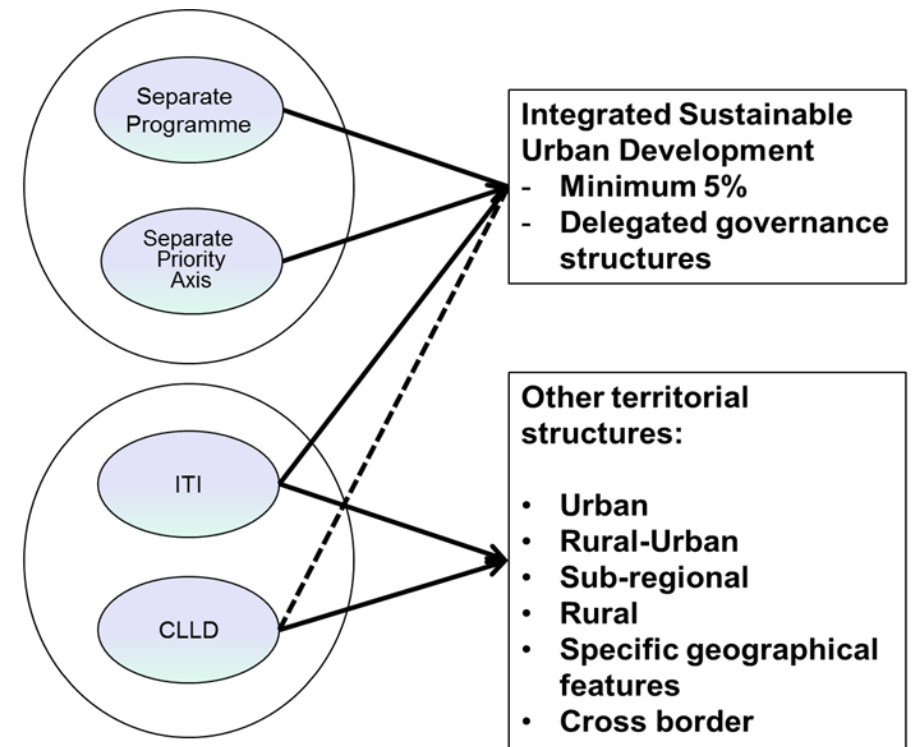 Separate
Programme
Separate
Priority
Axis
ITI
CLLD
Integrated Sustainable
Urban Development
- Minimum 5%
- Delegated governance
structures
Other territorial
structures:
• Urban
• Rural-Urban
• Sub-regional
• Rural
• Specific geographical
features
• Cross border